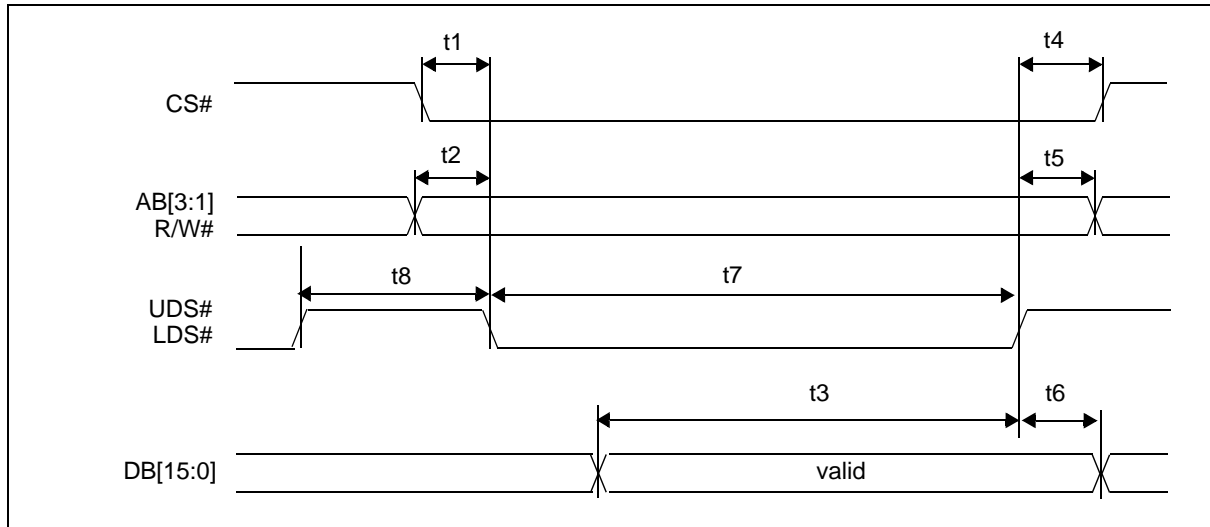 t1
t4
CS#
t2
t5
AB[3:1]
R/W#
t8
t7
UDS#
LDS#
t3
t6
DB[15:0]
valid